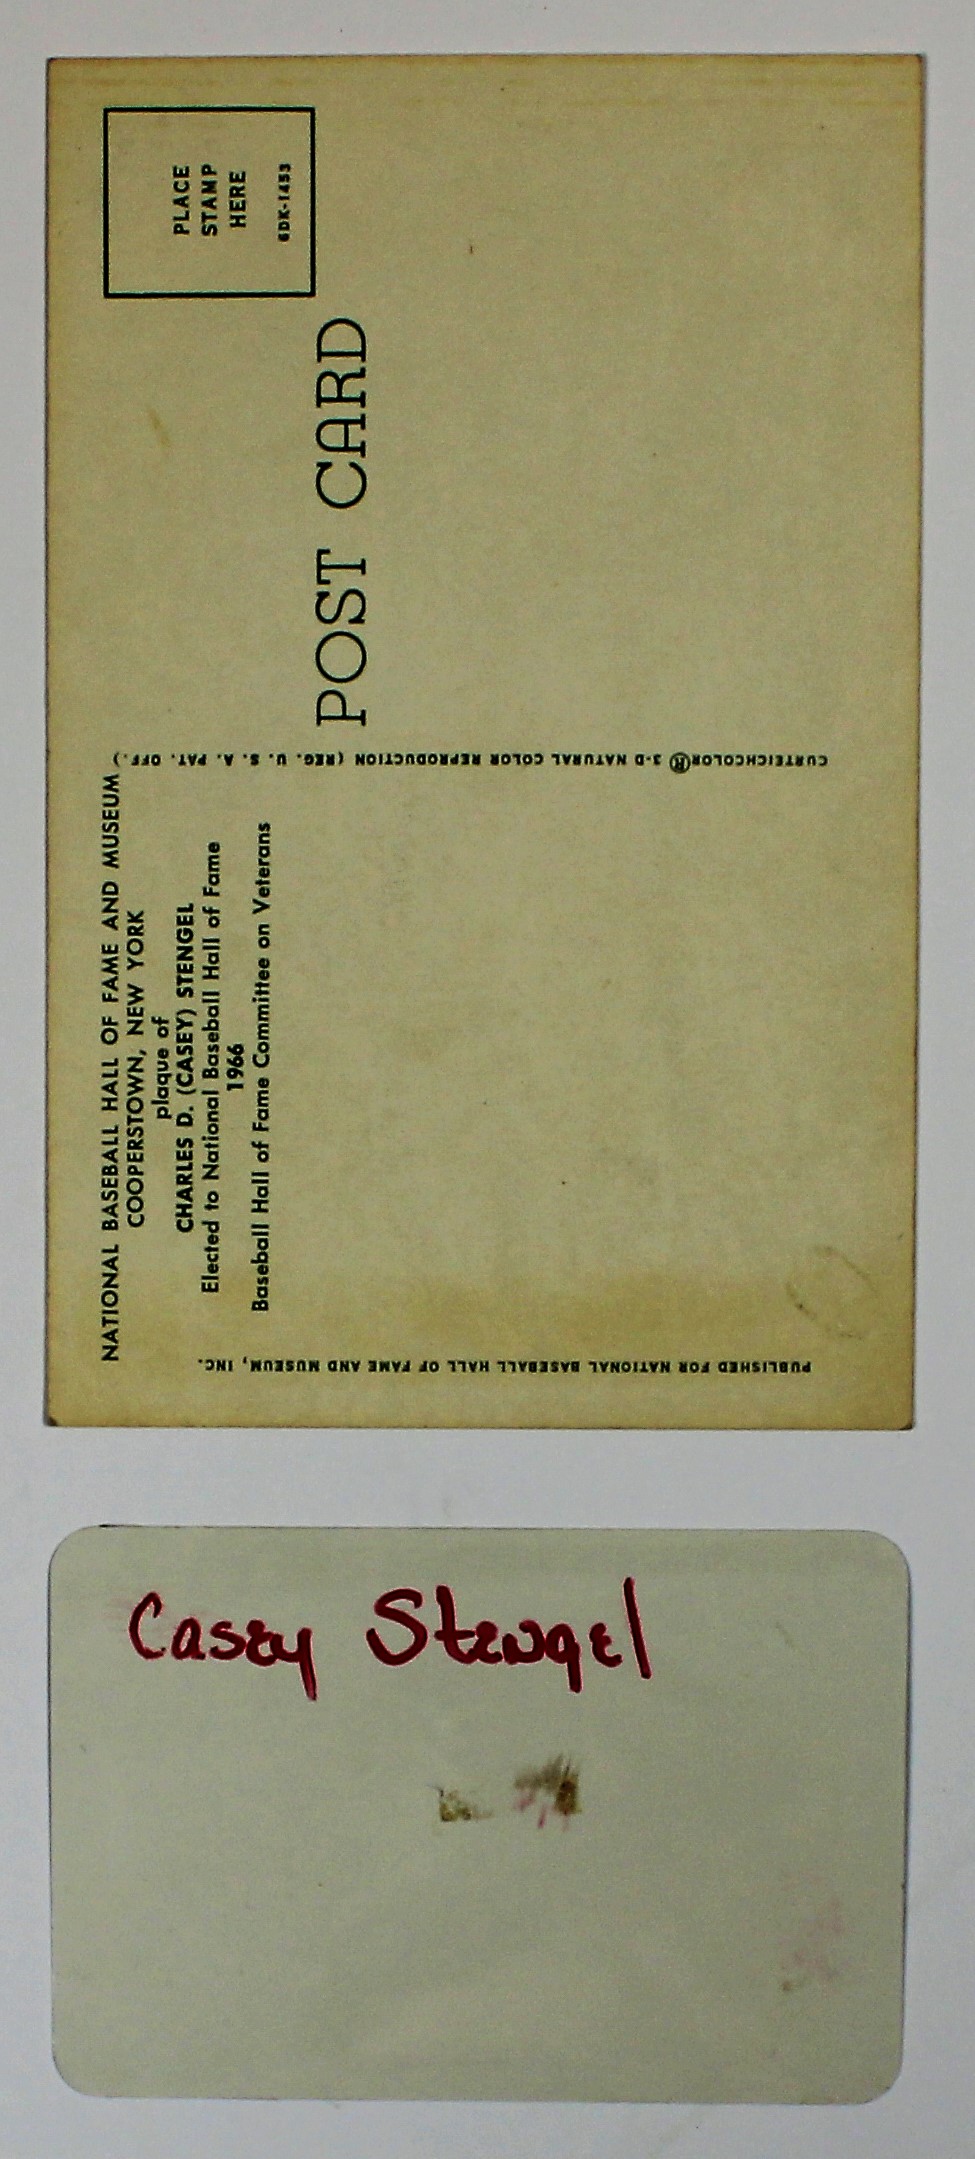 NATIONAL BASEBALL HALL OF FAME AND MUSEUM
COOPERSTOWN, NEW YORK
plaque of
CHARLES D. (CASEY) STENGEL
Elected to National Baseball Hall of Fame
1966
Baseball Hall of Fame Committee on Veterans
PUBLISHED FOR NATIONAL BASEBALL HALL OF FAME AND MUSEUM, INC.
CURTEICHCOLOR® 3-D NATURAL COLOR REPRODUCTION (REG. U. S. A. PAT. OFF.)
POST CARD
PLACE
STAMP
HERE
6DK-1453
Casey Stengel